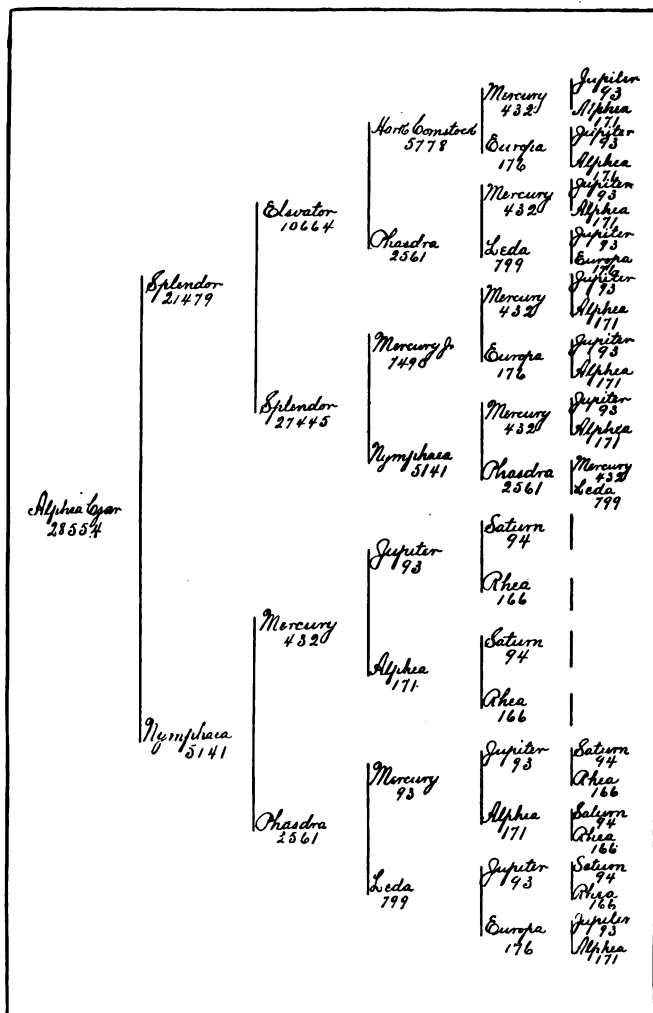 Alphea Czar
28554
Splendor
21479
Nymphaea
5141
Elevator
10664
Splendor
27445
Mercury
432
Phaedra
2561
Hart Comstock
5778
Phaedra
2561
Mercury Jr
7490
Nymphaea
5141
Jupiter
93
Alphea
171
Mercury
93
Leda
799
Mercury
432
Europa
176
Mercury
432
Leda
799
Mercury
432
Europa
176
Mercury
432
Phaedra
2561
Saturn
94
Rhea
166
Saturn
94
Rhea
166
Jupiter
93
Alphea
171
Jupiter
93
Europa
176
Jupiter
93
Alphea
171
Jupiter
93
Alphea
176
Jupiter
93
Alphea
171
Jupiter
93
Europa
176
Jupiter
93
Alphea
171
Jupiter
93
Alphea
171
Jupiter
93
Alphea
171
Mercury
432
Leda
799
Saturn
94
Rhea
166
Saturn
94
Rhea
166
Saturn
94
Rhea
166
Jupiter
93
Alphea
171